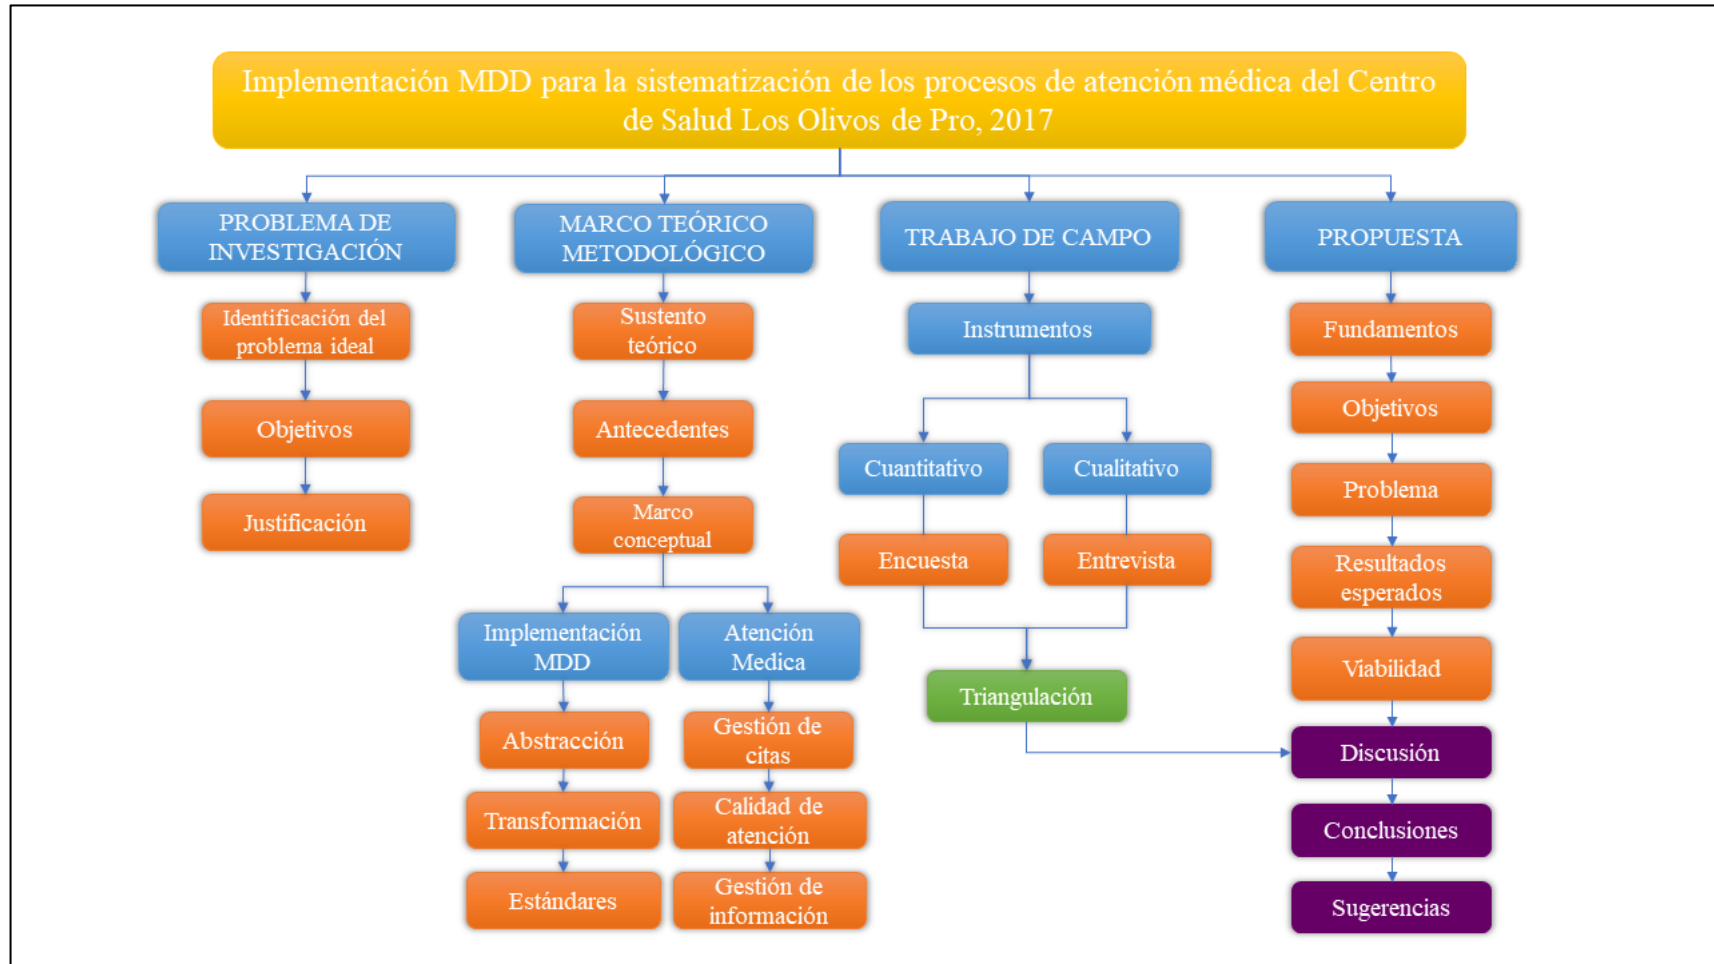 Implementación MDD para la sistematización de los procesos de atención médica del Centro
de Salud Los Olivos de Pro, 2017
PROBLEMA DE
INVESTIGACIÓN
Identificación del
problema ideal
Objetivos
Justificación
MARCO TEÓRICO
METODOLÓGICO
Sustento
teórico
Antecedentes
Marco
conceptual
Implementación
MDD
Abstracción
Transformación
Estándares
Atención
Medica
Gestión de
citas
Calidad de
atención
Gestión de
información
TRABAJO DE CAMPO
Instrumentos
Cuantitativo
Encuesta
Cualitativo
Entrevista
Triangulación
PROPUESTA
Fundamentos
Objetivos
Problema
Resultados
esperados
Viabilidad
Discusión
Conclusiones
Sugerencias